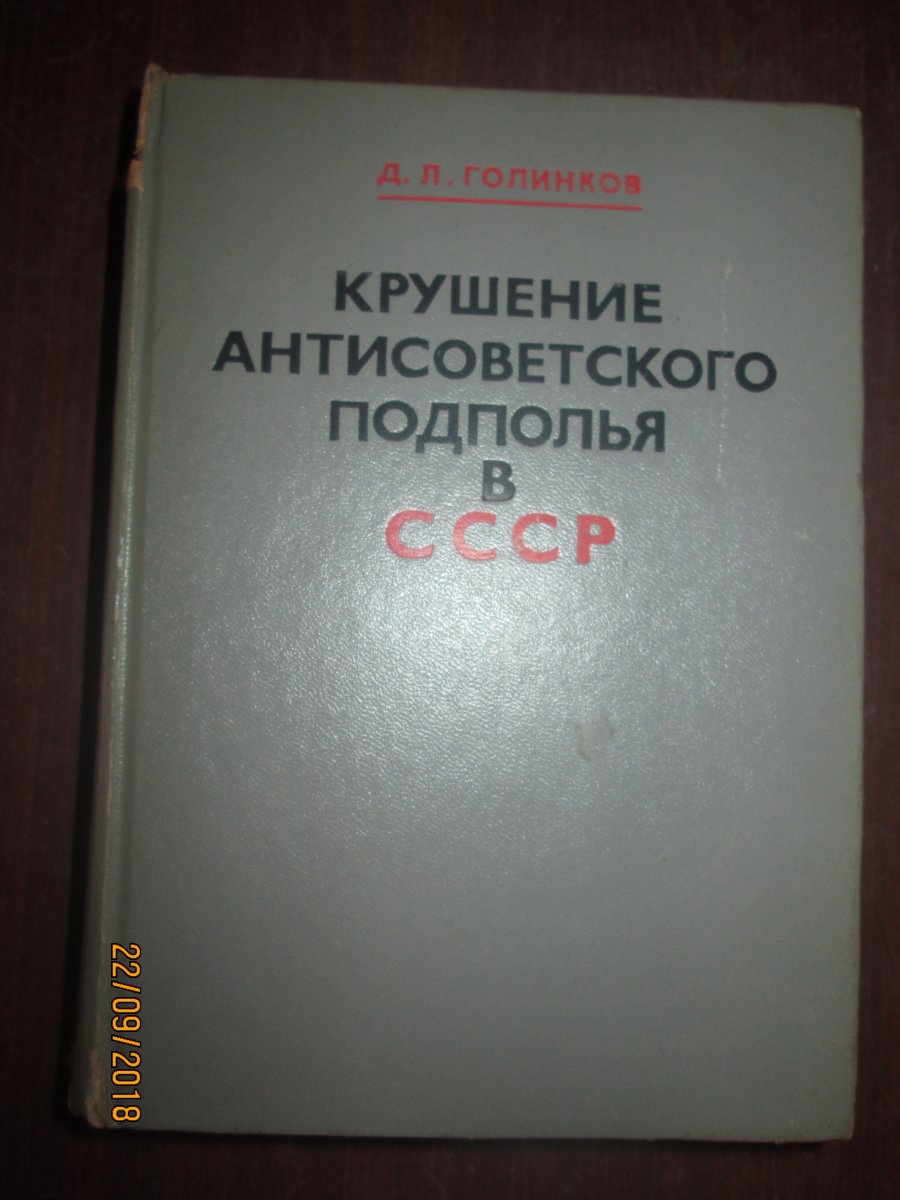 Д. Л. ГОЛИНКОВ
КРУШЕНИЕ
АНТИСОВЕТСКОГО
ПОДПОЛЬЯ
В
СССР
22/09/2018